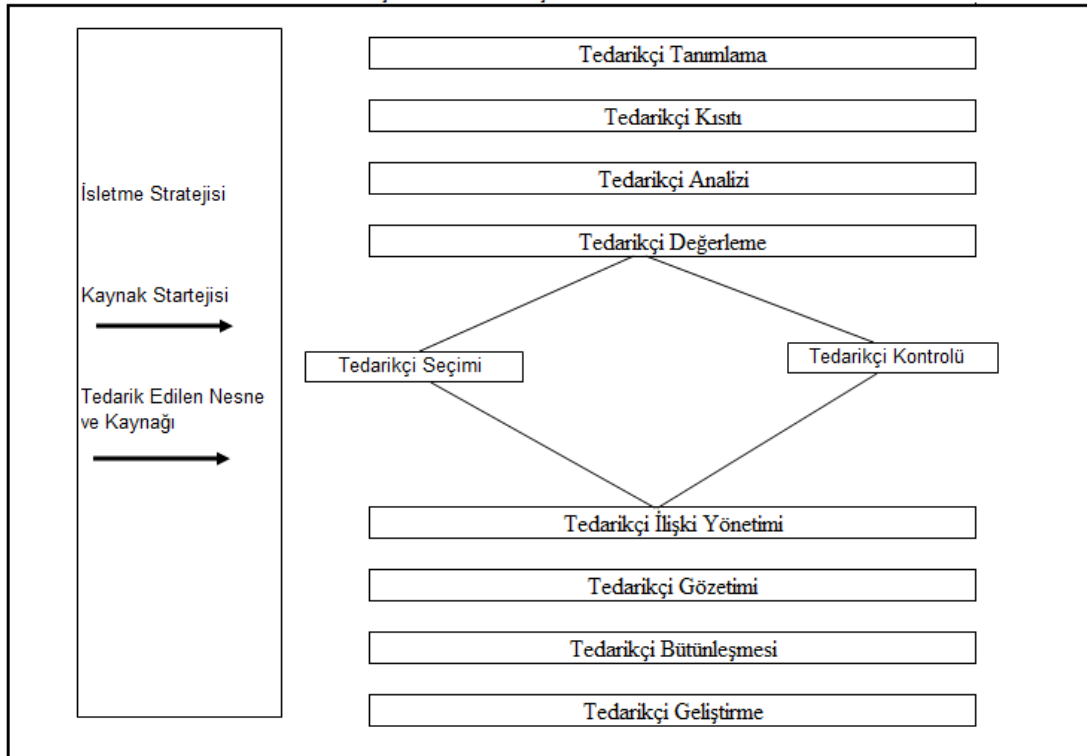 Tedarikçi Tanımlama
Tedarikçi Kısıtı
Tedarikçi Analizi
Tedarikçi Değerleme
İsletme Stratejisi
Kaynak Startejisi
Tedarik Edilen Nesne
ve Kaynağı
Tedarikçi Seçimi
Tedarikçi Kontrolü
Tedarikçi İlişki Yönetimi
Tedarikçi Gözetimi
Tedarikçi Bütünleşmesi
Tedarikçi Geliştirme